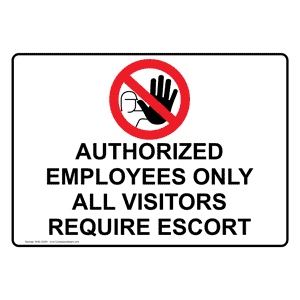 AUTHORIZED
EMPLOYEES ONLY
ALL VISITORS
REQUIRE ESCORT